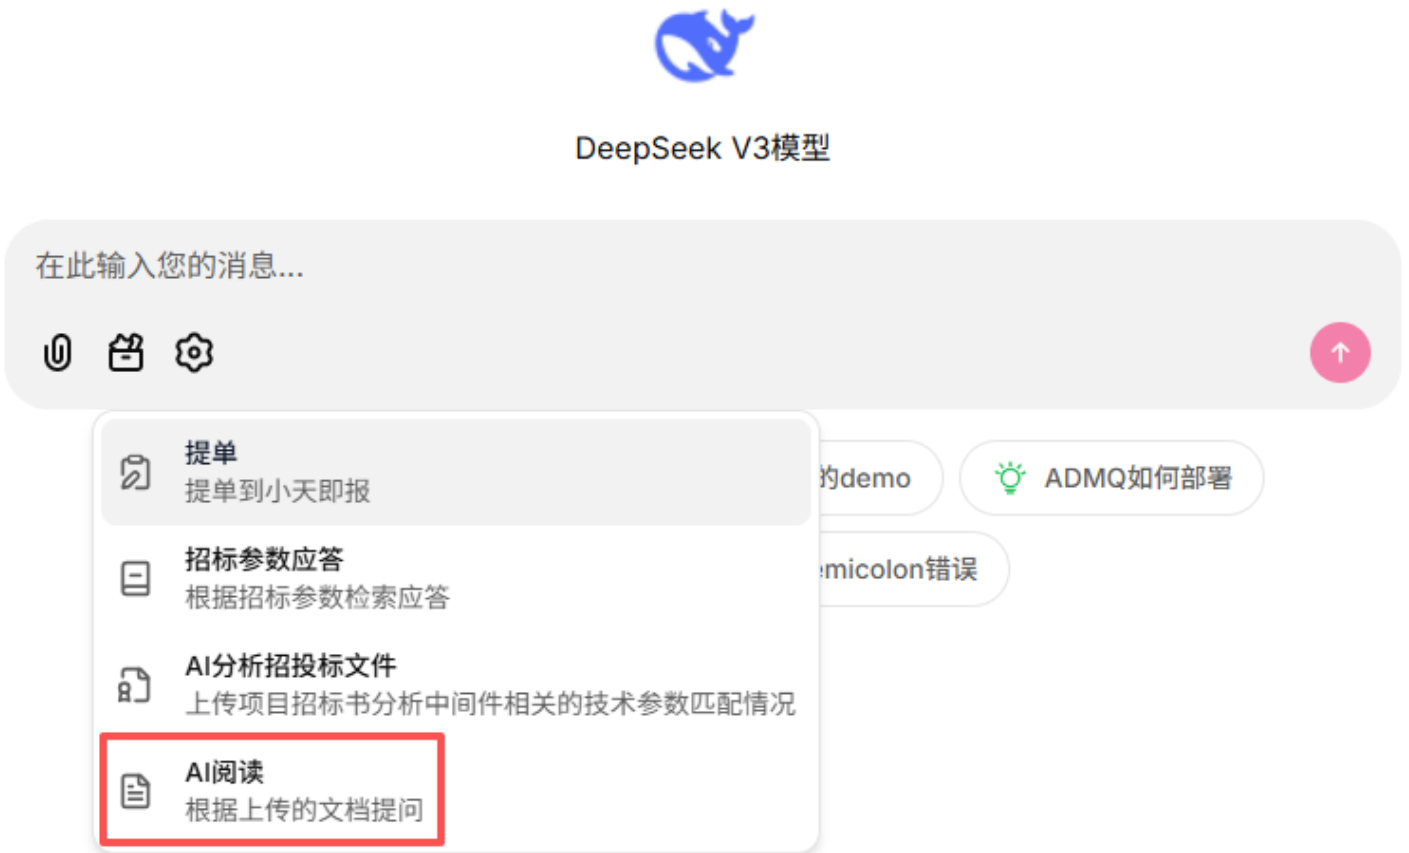 DeepSeek V3模型
在此输入您的消息...
提单
提单到小天即报
招标参数应答
根据招标参数检索应答
AI分析招投标文件
上传项目招标书分析中间件相关的技术参数匹配情况
AI阅读
根据上传的文档提问
的demo
ADMQ如何部署
emicolon错误